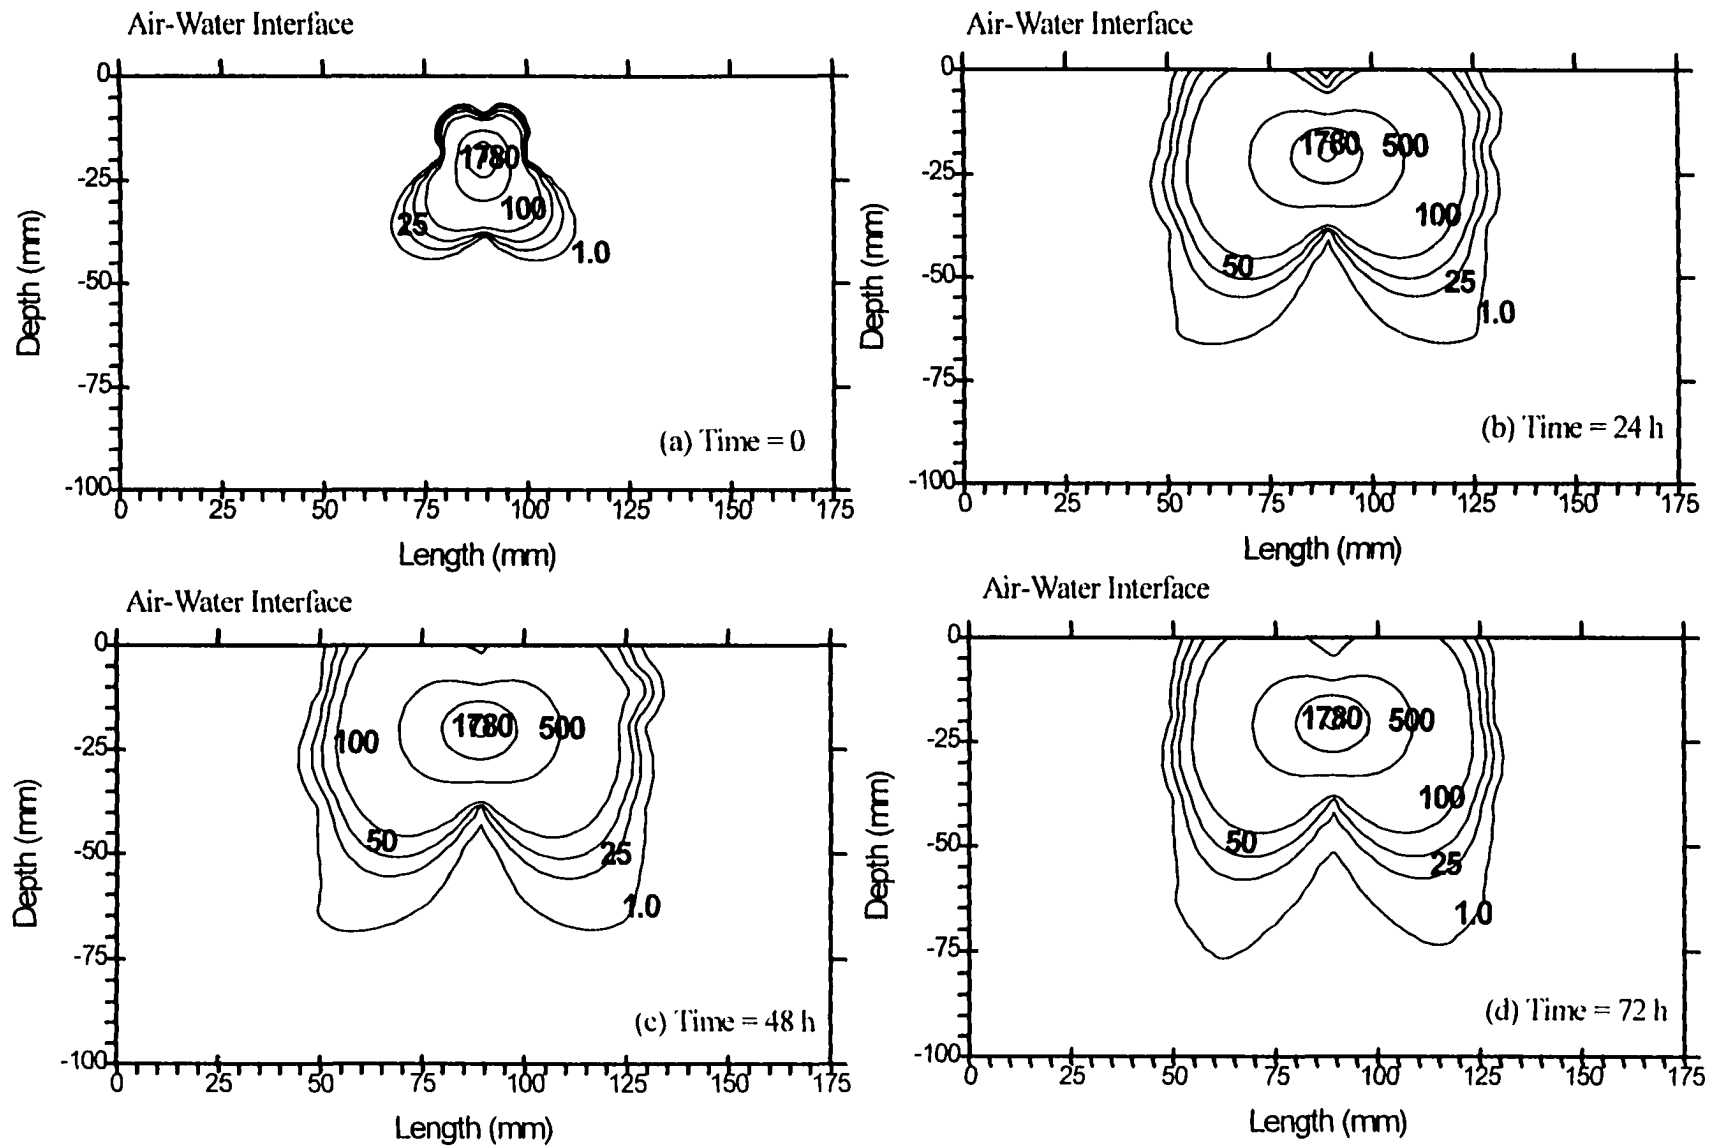 Air-Water Interface
0
-25
-50
-75
-100
Depth (mm)
1780
100
25
1.0
(a) Time = 0
0 25 50 75 100 125 150 175
Length (mm)
Air-Water Interface
0
-25
-50
-75
-100
Depth (mm)
1780 500
100
50
25
1.0
(b) Time = 24 h
0 25 50 75 100 125 150 175
Length (mm)
Air-Water Interface
0
-25
-50
-75
-100
Depth (mm)
1780 500
100
50
25
1.0
(c) Time = 48 h
0 25 50 75 100 125 150 175
Length (mm)
Air-Water Interface
0
-25
-50
-75
-100
Depth (mm)
1780 500
100
50
25
1.0
(d) Time = 72 h
0 25 50 75 100 125 150 175
Length (mm)